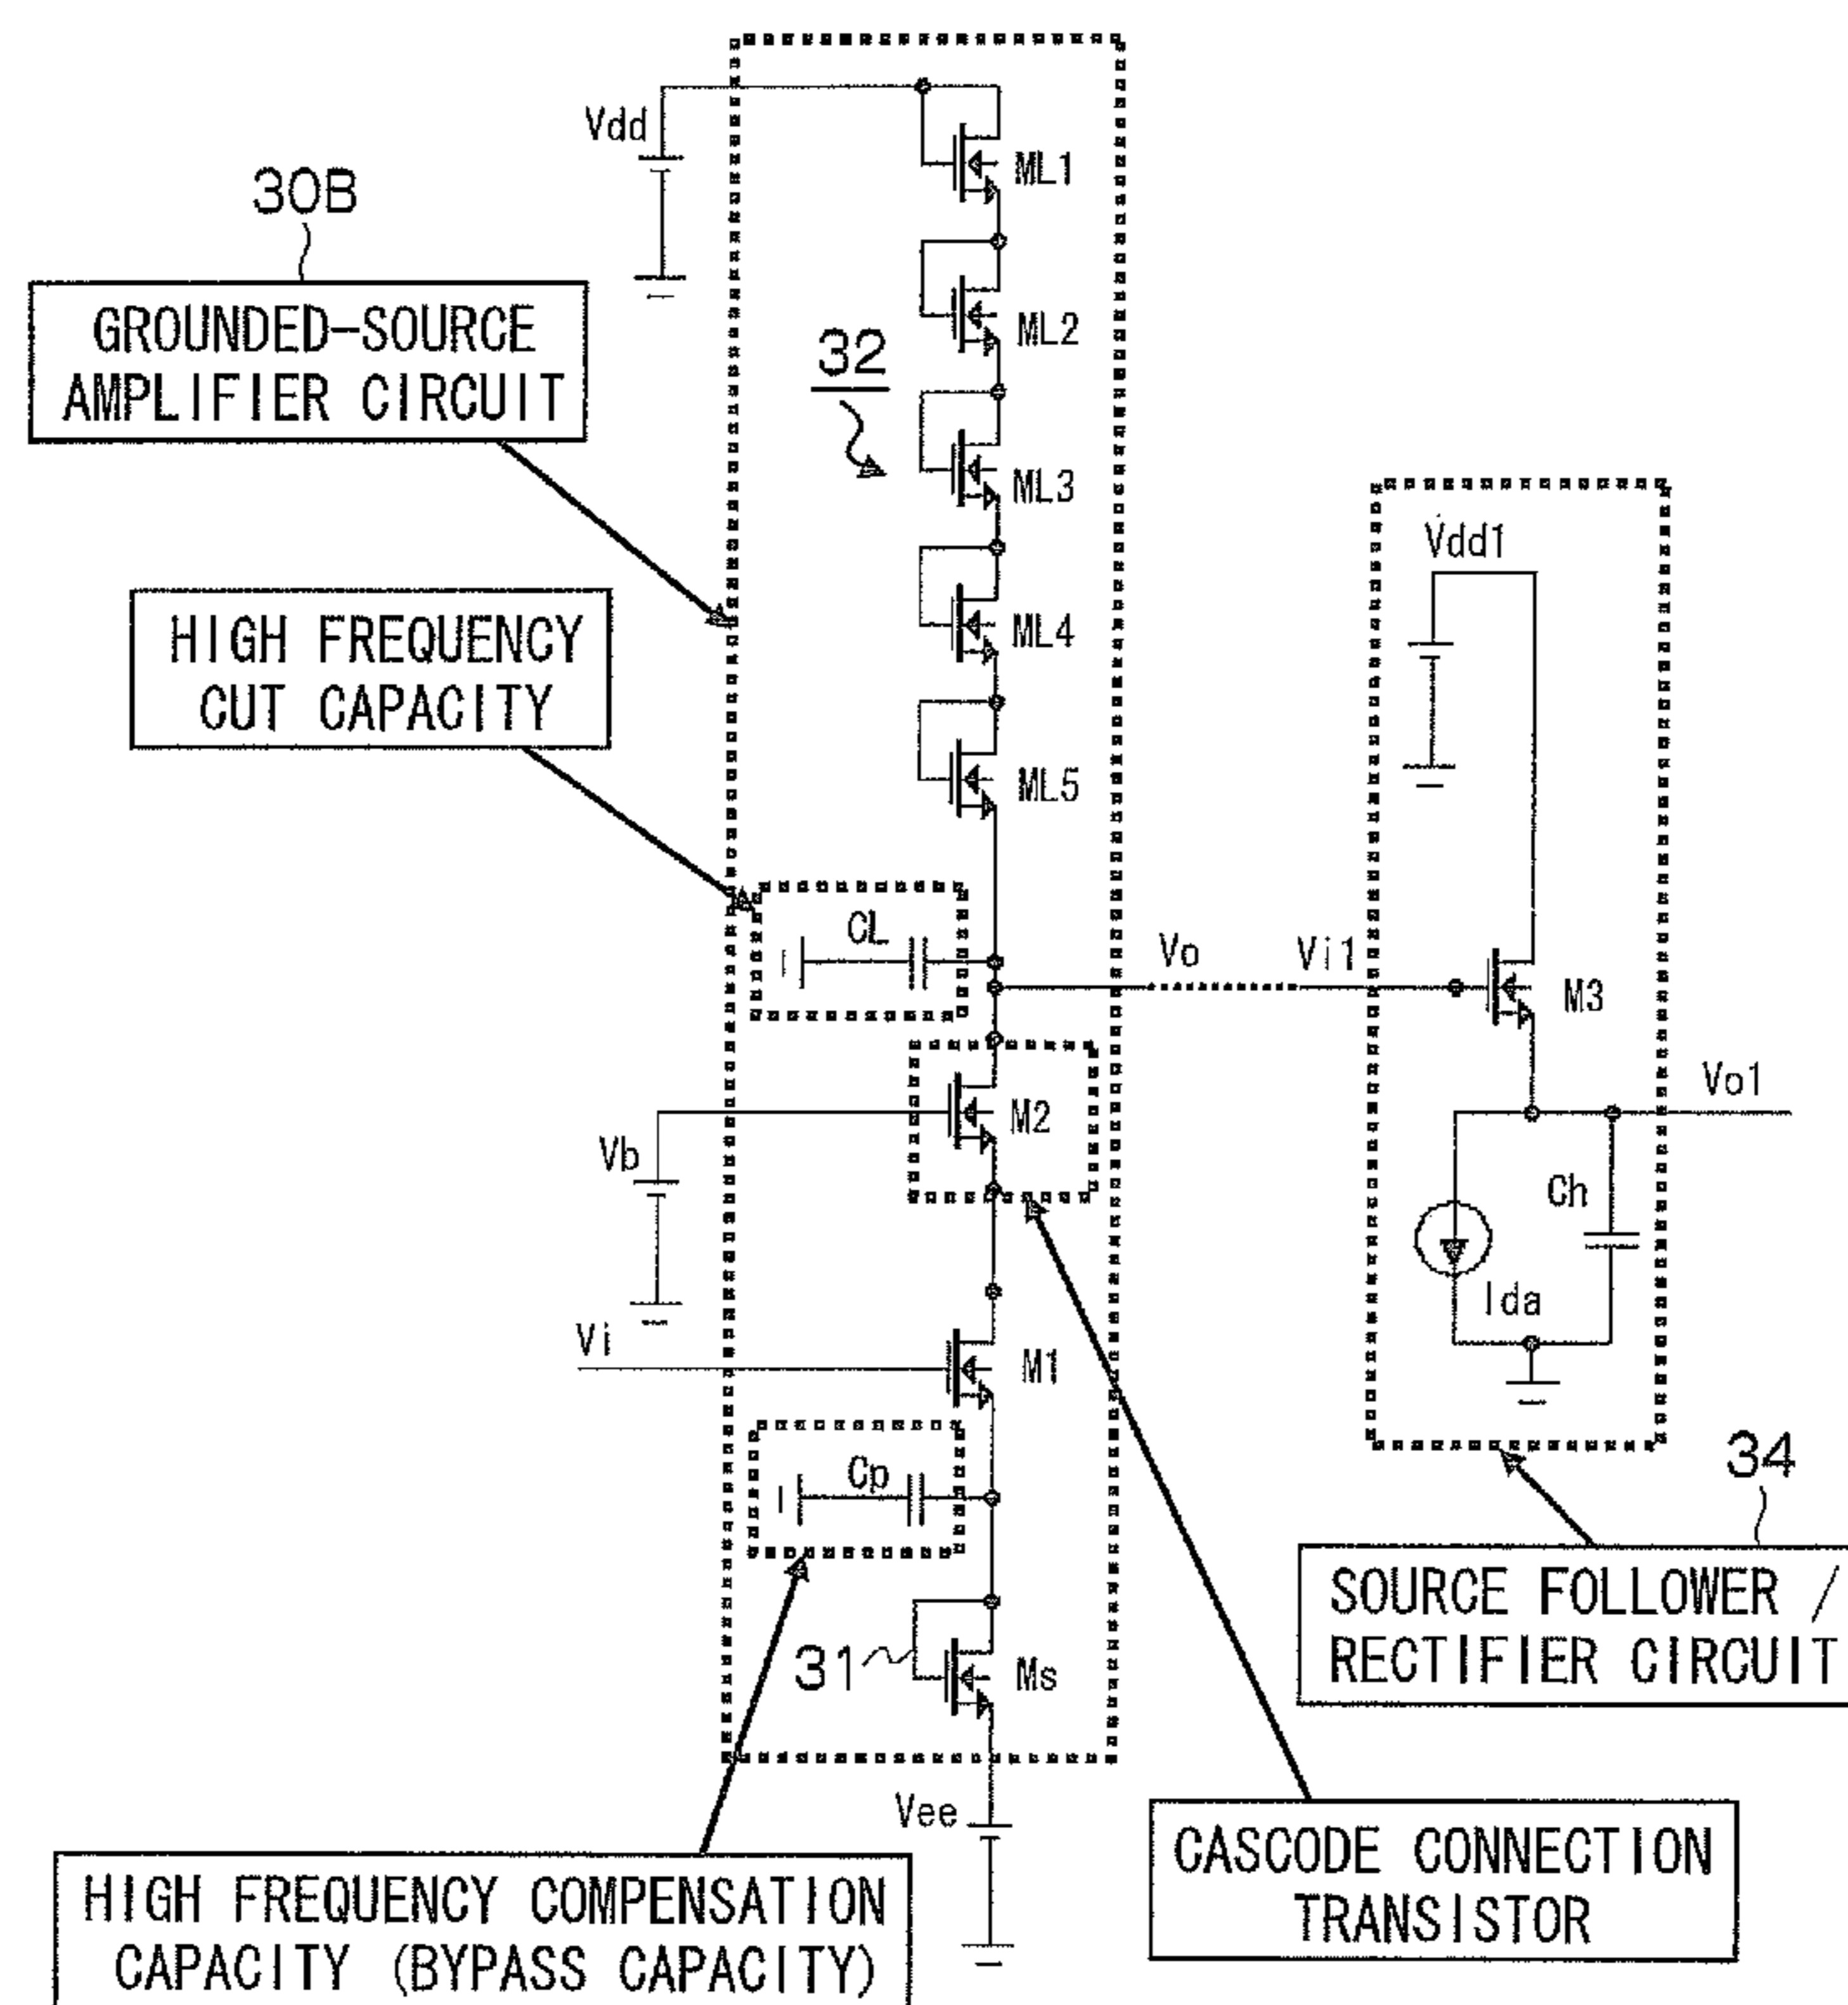 Vdd
ML1
30B
GROUNDED-SOURCE
AMPLIFIER CIRCUIT
ML2
32
ML3
Vdd1
HIGH FREQUENCY
CUT CAPACITY
ML4
ML5
CL
Vo
Vi1
M3
M2
Vo1
Vb
Ch
Ida
Vi
M1
Cp
34
SOURCE FOLLOWER /
RECTIFIER CIRCUIT
31
Ms
Vee
CASCODE CONNECTION
TRANSISTOR
HIGH FREQUENCY COMPENSATION
CAPACITY (BYPASS CAPACITY)